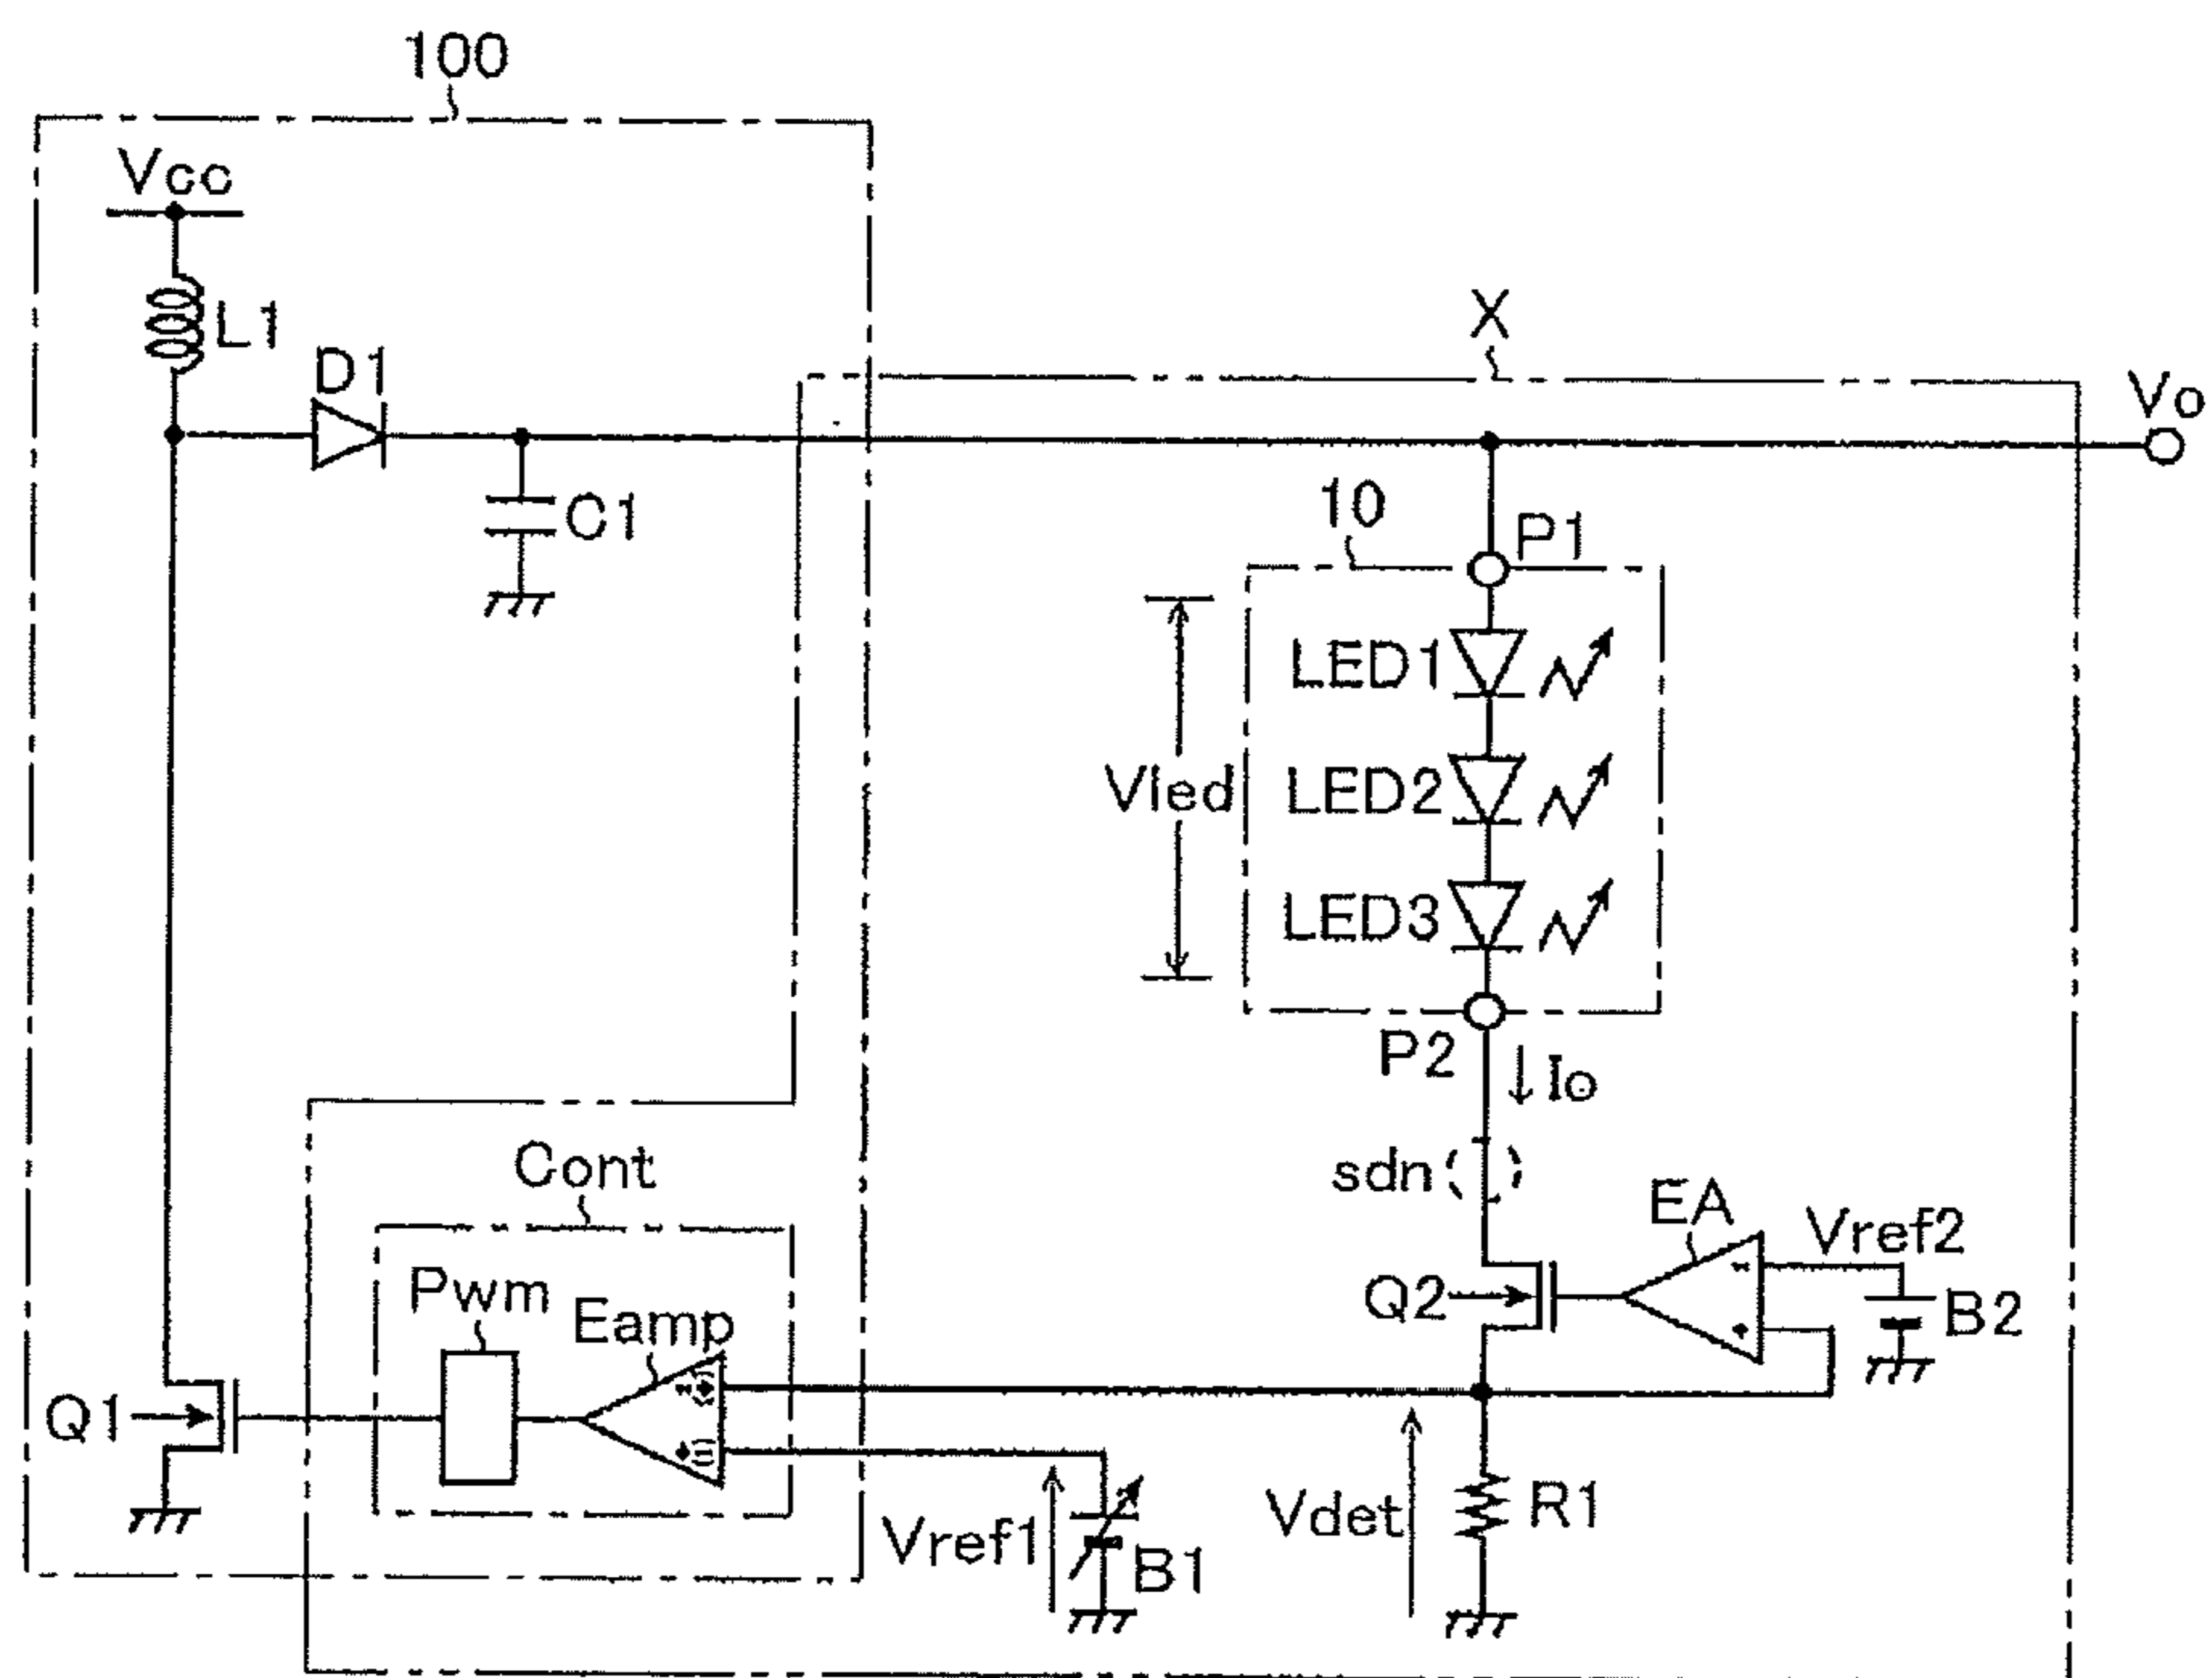 100
Vcc
L1
D1
C1
X
Vo
10
P1
LED1
Vled
LED2
LED3
P2
Io
sdn
Cont
EA
Vref2
Pwm
Eamp
Q2
B2
Q1
Vref1
B1
Vdet
R1